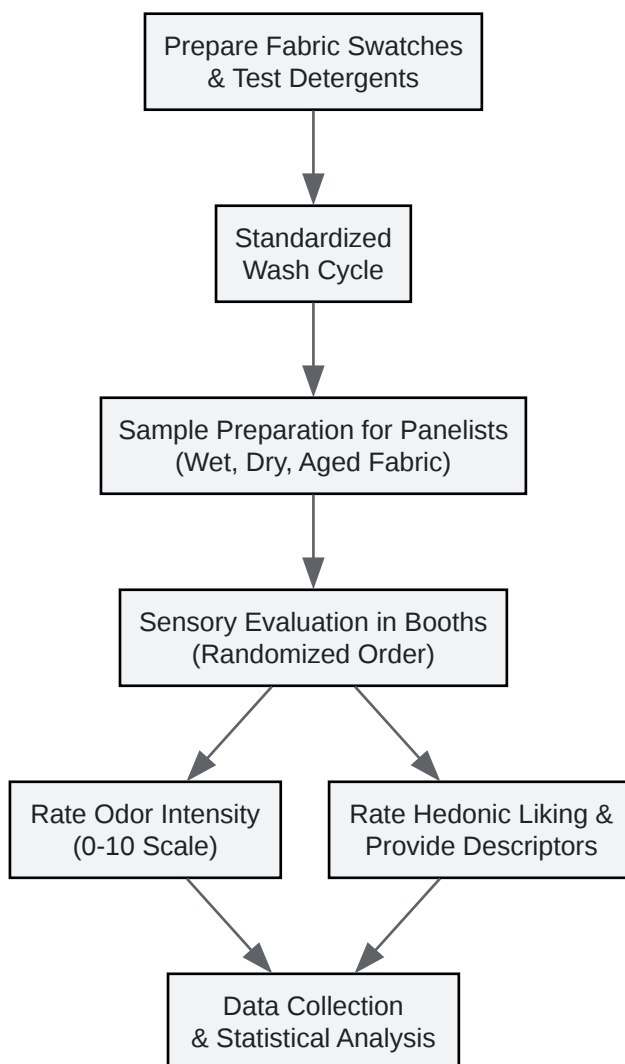 Prepare Fabric Swatches
& Test Detergents
Standardized
Wash Cycle
Sample Preparation for Panelists
(Wet, Dry, Aged Fabric)
Sensory Evaluation in Booths
(Randomized Order)
Rate Odor Intensity
(0-10 Scale)
Rate Hedonic Liking &
Provide Descriptors
Data Collection
& Statistical Analysis